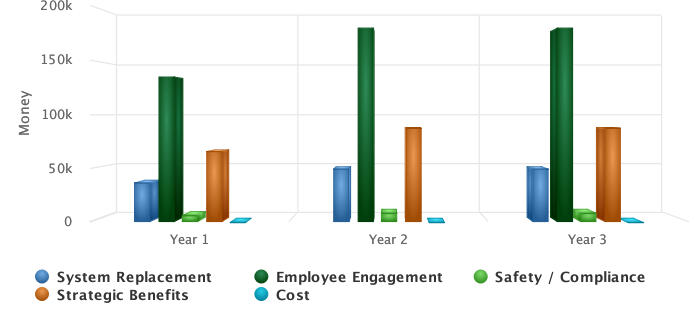 200k
150k
100k
50k
0
Money
Year 1 Year 2 Year 3
System Replacement Employee Engagement Safety / Compliance
Strategic Benefits Cost